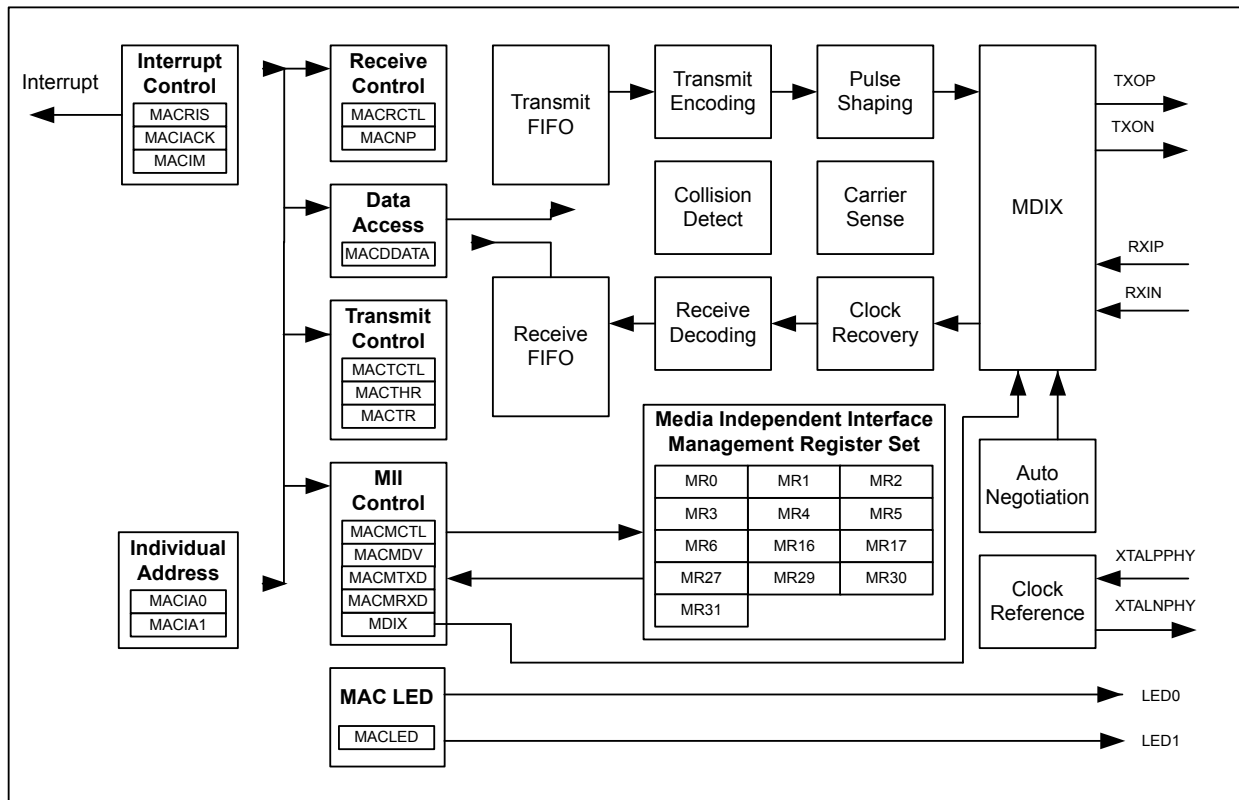 Interrupt
Interrupt
Control
MACRIS
MACIACK
MACIM
Receive
Control
MACRCTL
MACNP
Data
Access
MACDDATA
Transmit
Control
MACTCTL
MACTHR
MACTR
MII
Control
MACMCTL
MACMDV
MACMTXD
MACMRXD
MDIX
Individual
Address
MACIA0
MACIA1
MAC LED
MACLED
Transmit
FIFO
Transmit
Encoding
Pulse
Shaping
Collision
Detect
Carrier
Sense
Receive
FIFO
Receive
Decoding
Clock
Recovery
MDIX
TXOP
TXON
RXIP
RXIN
Media Independent Interface
Management Register Set
MR0 MR1 MR2
MR3 MR4 MR5
MR6 MR16 MR17
MR27 MR29 MR30
MR31
Auto
Negotiation
Clock
Reference
XTALPPHY
XTALNPHY
LED0
LED1